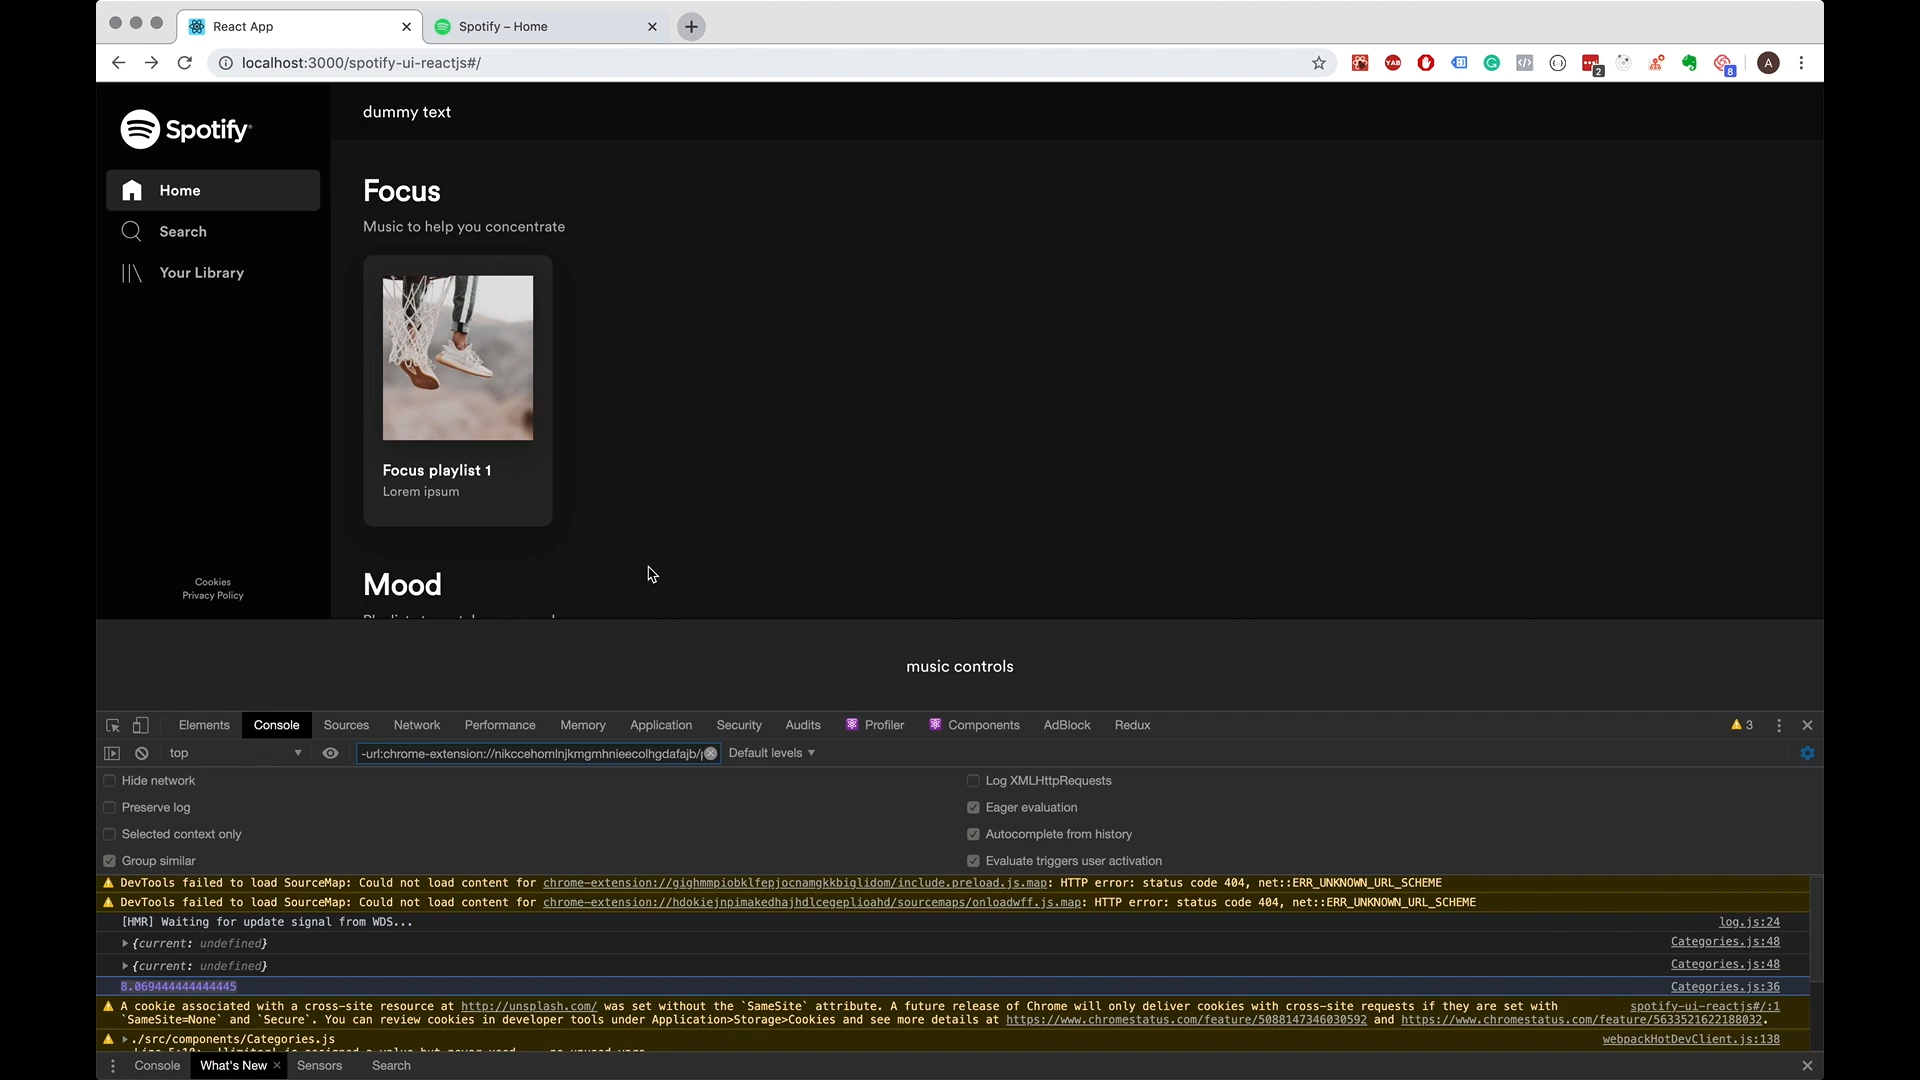 React App
Spotify – Home
localhost:3000/spotify-ui-reactjs#/
YAB
2
8
A
Spotify
Home
Search
Your Library
Cookies
Privacy Policy
dummy text
Focus
Music to help you concentrate
Focus playlist 1
Lorem ipsum
Mood
music controls
Elements Console Sources Network Performance Memory Application Security Audits Profiler Components AdBlock Redux 3
top -url:chrome-extension://nikccehomlnjkmgmhnieecolhgdafajb/ Default levels
Hide network Log XMLHttpRequests
Preserve log Eager evaluation
Selected context only Autocomplete from history
Group similar Evaluate triggers user activation
DevTools failed to load SourceMap: Could not load content for chrome-extension://gighmmpiobklfepjocnamgkkbiglidom/include.preload.js.map: HTTP error: status code 404, net::ERR_UNKNOWN_URL_SCHEME
DevTools failed to load SourceMap: Could not load content for chrome-extension://hdokiejnpimakedhajhdlcegeplioahd/sourcemaps/onloadwff.js.map: HTTP error: status code 404, net::ERR_UNKNOWN_URL_SCHEME
[HMR] Waiting for update signal from WDS... log.js:24
{current: undefined} Categories.js:48
{current: undefined} Categories.js:48
8.069444444444445 Categories.js:36
A cookie associated with a cross-site resource at http://unsplash.com/ was set without the `SameSite` attribute. A future release of Chrome will only deliver cookies with cross-site requests if they are set with spotify-ui-reactjs#/:1
`SameSite=None` and `Secure`. You can review cookies in developer tools under Application>Storage>Cookies and see more details at https://www.chromestatus.com/feature/5088147346030592 and https://www.chromestatus.com/feature/5633521622188032.
./src/components/Categories.js webpackHotDevClient.js:138
Console What's New Sensors Search